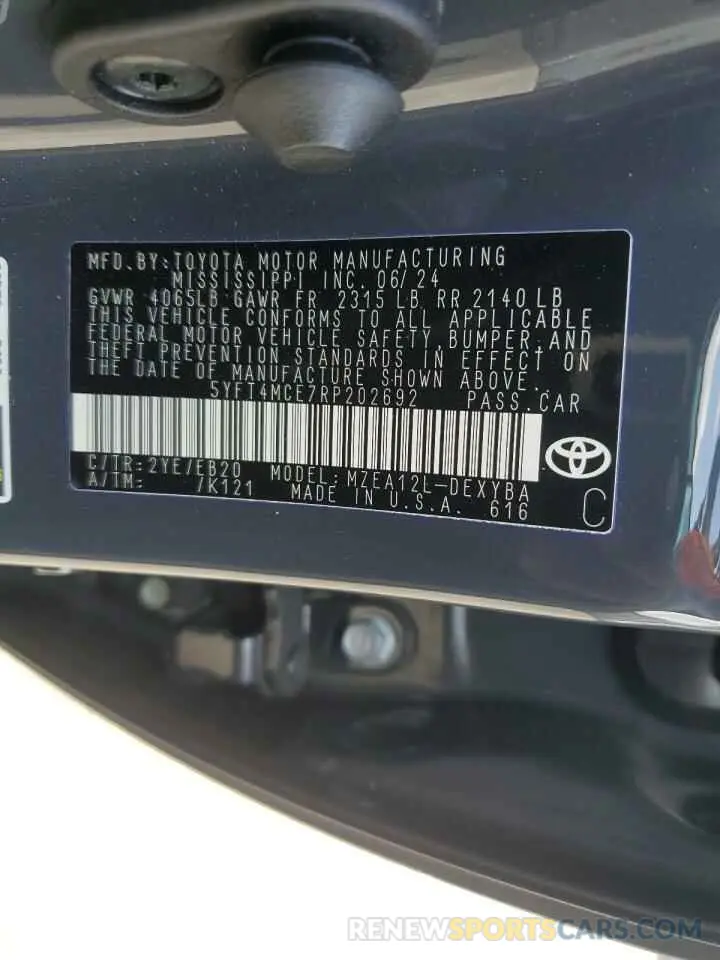 MFD. BY: TOYOTA MOTOR MANUFACTURING
MISSISSIPPI INC. 06/24
GVWR 4065LB GAWR FR 2315 LB RR 2140 LB
THIS VEHICLE CONFORMS TO ALL APPLICABLE
FEDERAL MOTOR VEHICLE SAFETY, BUMPER, AND
THEFT PREVENTION STANDARDS IN EFFECT ON
THE DATE OF MANUFACTURE SHOWN ABOVE.
5YFT4MCE7RP202692 PASS. CAR
C/TR: 2YE/EB20 MODEL: MZEA12L-DEXYBA
A/TM: /K121 MADE IN U.S.A. 616
C
RENEWSPORTSCARS.COM